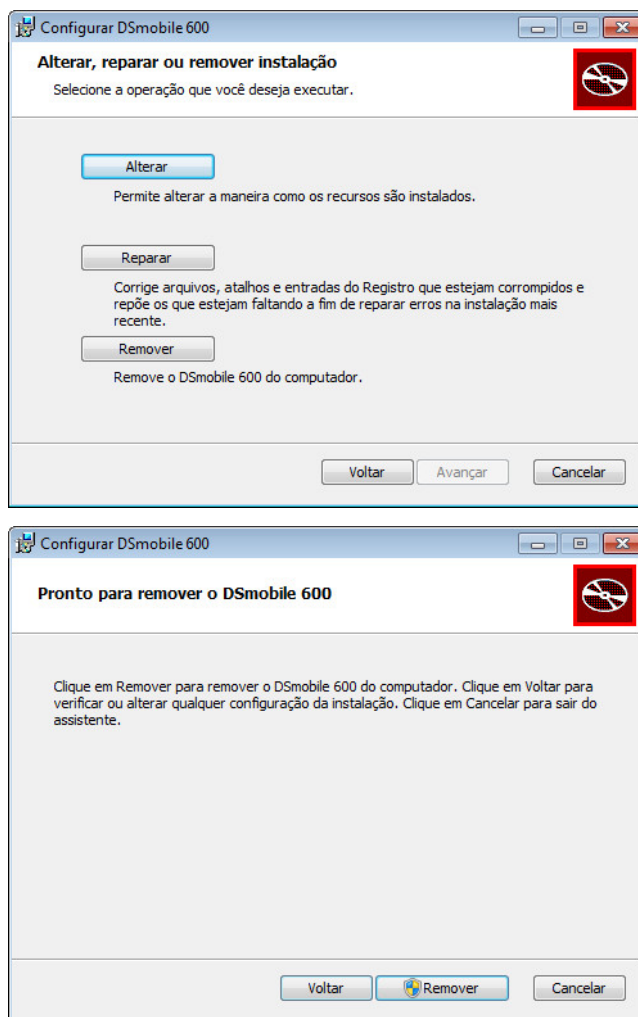 Configurar DSmobile 600
Alterar, reparar ou remover instalação
Selecione a operação que você deseja executar.
Alterar
Permite alterar a maneira como os recursos são instalados.
Reparar
Corrige arquivos, atalhos e entradas do Registro que estejam corrompidos e
repõe os que estejam faltando a fim de reparar erros na instalação mais
recente.
Remover
Remove o DSmobile 600 do computador.
Voltar Avançar Cancelar
Configurar DSmobile 600
Pronto para remover o DSmobile 600
Clique em Remover para remover o DSmobile 600 do computador. Clique em Voltar para
verificar ou alterar qualquer configuração da instalação. Clique em Cancelar para sair do
assistente.
Voltar Remover Cancelar